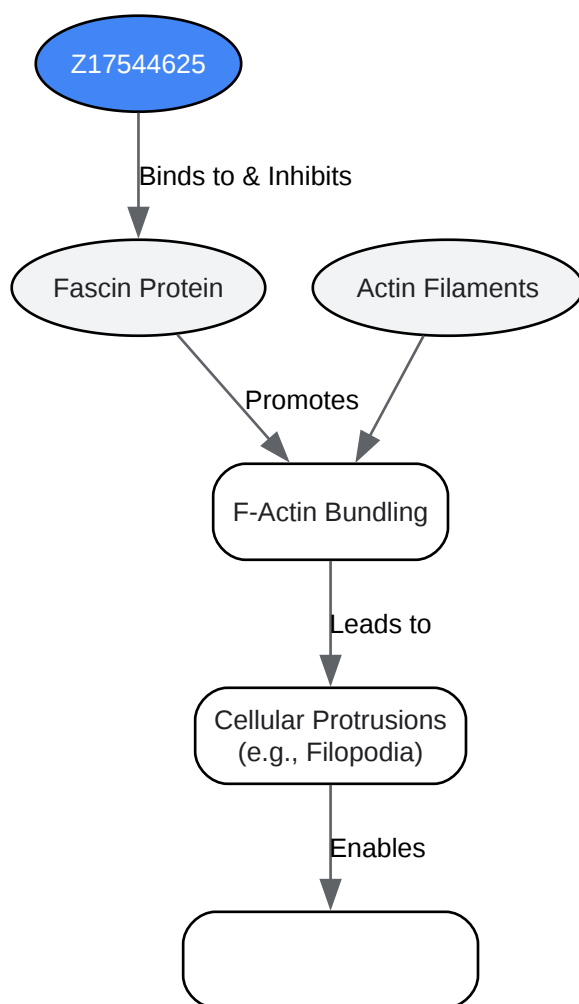 Z17544625
Binds to & Inhibits
Fascin Protein
Actin Filaments
Promotes
F-Actin Bundling
Leads to
Cellular Protrusions
(e.g., Filopodia)
Enables